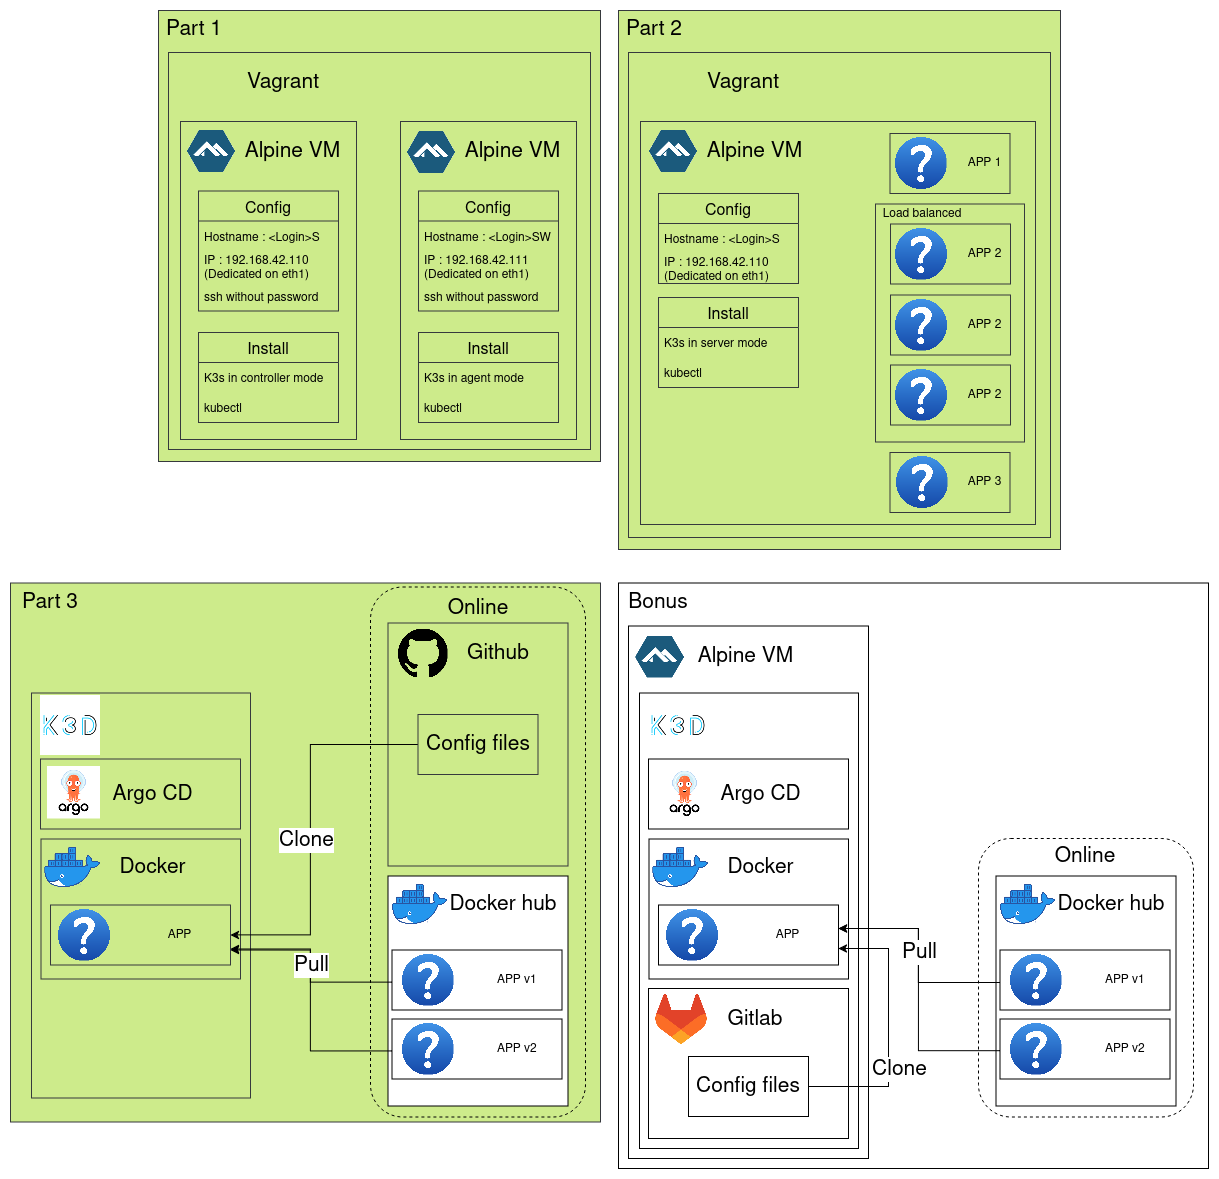 Part 1
Vagrant
Alpine VM
Config
Hostname : <Login>S
IP : 192.168.42.110
(Dedicated on eth1)
ssh without password
Install
K3s in controller mode
kubectl
Alpine VM
Config
Hostname : <Login>SW
IP : 192.168.42.111
(Dedicated on eth1)
ssh without password
Install
K3s in agent mode
kubectl
Part 2
Vagrant
Alpine VM
Config
Hostname : <Login>S
IP : 192.168.42.110
(Dedicated on eth1)
Install
K3s in server mode
kubectl
? APP 1
Load balanced
? APP 2
? APP 2
? APP 2
? APP 3
Part 3
K3D
argo
Argo CD
Docker
? APP
Clone
Pull
Online
Github
Config files
Docker hub
? APP v1
? APP v2
Bonus
Alpine VM
K3D
argo
Argo CD
Docker
? APP
Gitlab
Config files
Pull
Clone
Online
Docker hub
? APP v1
? APP v2